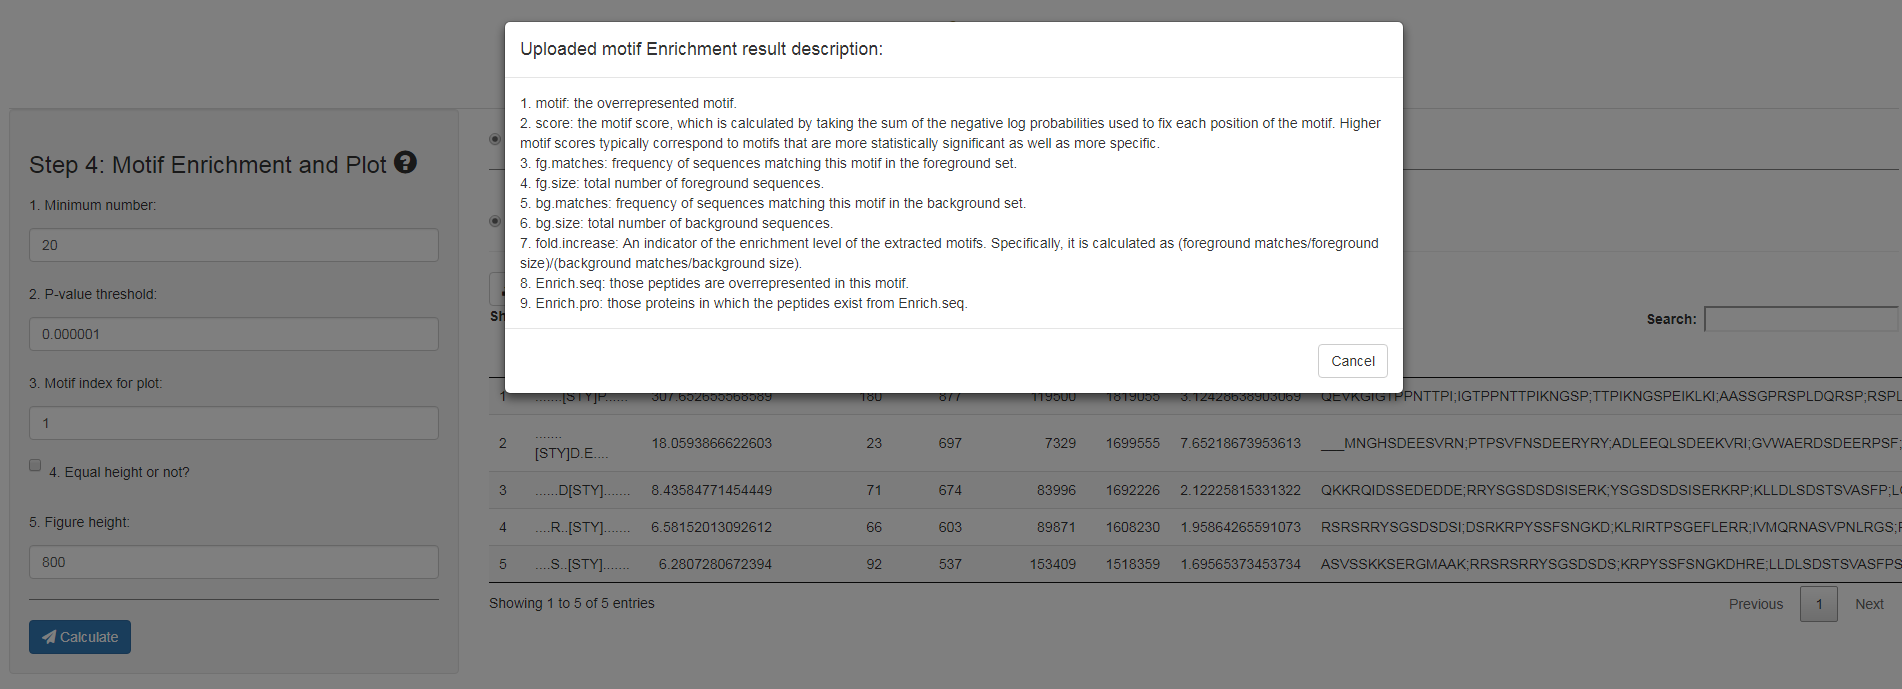 Uploaded motif Enrichment result description:
1. motif: the overrepresented motif.
2. score: the motif score, which is calculated by taking the sum of the negative log probabilities used to fix each position of the motif. Higher
motif scores typically correspond to motifs that are more statistically significant as well as more specific.
3. fg.matches: frequency of sequences matching this motif in the foreground set.
4. fg.size: total number of foreground sequences.
5. bg.matches: frequency of sequences matching this motif in the background set.
6. bg.size: total number of background sequences.
7. fold.increase: An indicator of the enrichment level of the extracted motifs. Specifically, it is calculated as (foreground matches/foreground
size)/(background matches/background size).
8. Enrich.seq: those peptides are overrepresented in this motif.
9. Enrich.pro: those proteins in which the peptides exist from Enrich.seq.
Cancel
Step 4: Motif Enrichment and Plot ?
1. Minimum number:
20
2. P-value threshold:
0.000001
3. Motif index for plot:
1
4. Equal height or not?
5. Figure height:
800
Calculate
Sh
Search:
1 .......[STY]P...... 307.652655568589 180 877 119500 1819055 3.12428638903069 QEVKGIGTPPNTTPI;IGTPPNTTPIKNGSP;TTPIKNGSPEIKLKI;AASSGPRSPLDQRSP;RSPL
2 ....... [STY]D.E.... 18.0593866622603 23 697 7329 1699555 7.65218673953613 ___MNGHSDEESVRN;PTPSVFNSDEERYRY;ADLEEQLSDEEKVRI;GVWAERDSDEERPSF;
3 ......D[STY]....... 8.43584771454449 71 674 83996 1692226 2.12225815331322 QKKRQIDSSEDEDDE;RRYSGSDSDSISERK;YSGSDSDSISERKRP;KLLDLSDSTSVASFP;L
4 ....R..[STY]....... 6.58152013092612 66 603 89871 1608230 1.95864265591073 RSRSRRYSGSDSDSI;DSRKRPYSSFSNGKD;KLRIRTPSGEFLERR;IVMQRNASVPNLRGS;
5 ....S..[STY]....... 6.2807280672394 92 537 153409 1518359 1.69565373453734 ASVSSKKSERGMAAK;RRSRSRRYSGSDSDS;KRPYSSFSNGKDHRE;LLDLSDSTSVASFPS
Showing 1 to 5 of 5 entries
Previous 1 Next